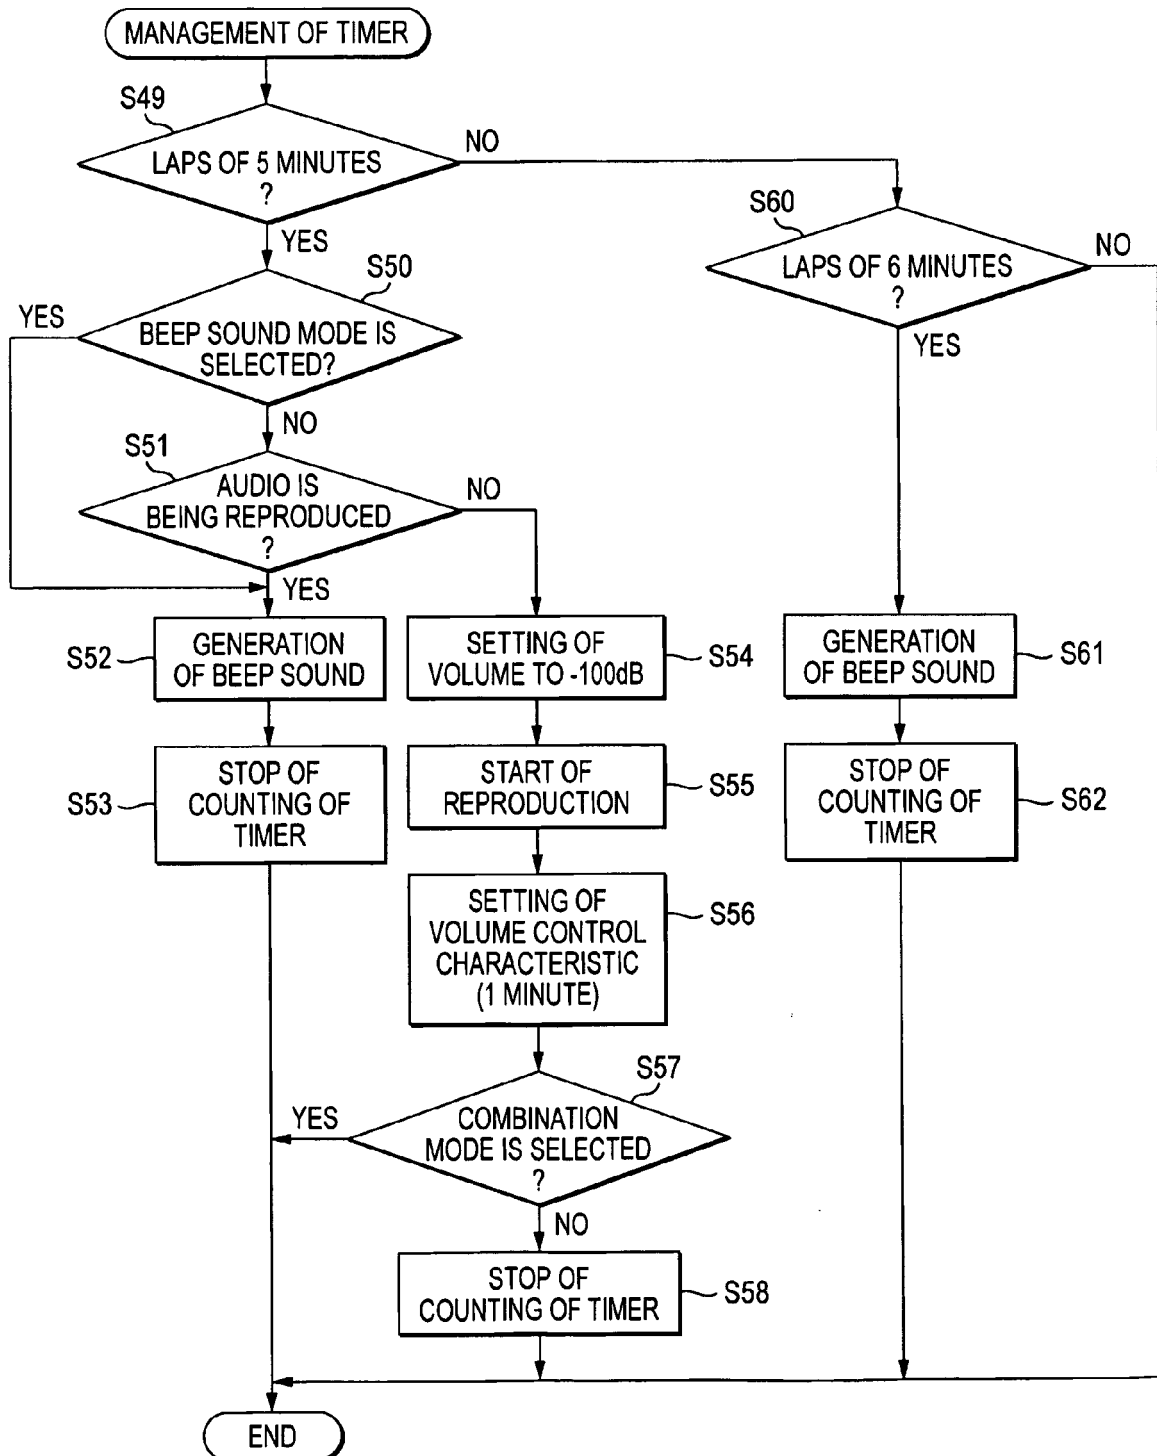 MANAGEMENT OF TIMER
S49
LAPS OF 5 MINUTES
?
NO
YES
S60
LAPS OF 6 MINUTES
?
NO
YES
S50
BEEP SOUND MODE IS
SELECTED?
YES
NO
S51
AUDIO IS
BEING REPRODUCED
?
NO
YES
S52
GENERATION
OF BEEP SOUND
SETTING OF
VOLUME TO -100dB
S54
GENERATION
OF BEEP SOUND
S61
S53
STOP OF
COUNTING OF
TIMER
START OF
REPRODUCTION
S55
STOP OF
COUNTING OF
TIMER
S62
SETTING OF
VOLUME CONTROL
CHARACTERISTIC
(1 MINUTE)
S56
S57
COMBINATION
MODE IS SELECTED
?
YES
NO
STOP OF
COUNTING OF TIMER
S58
END